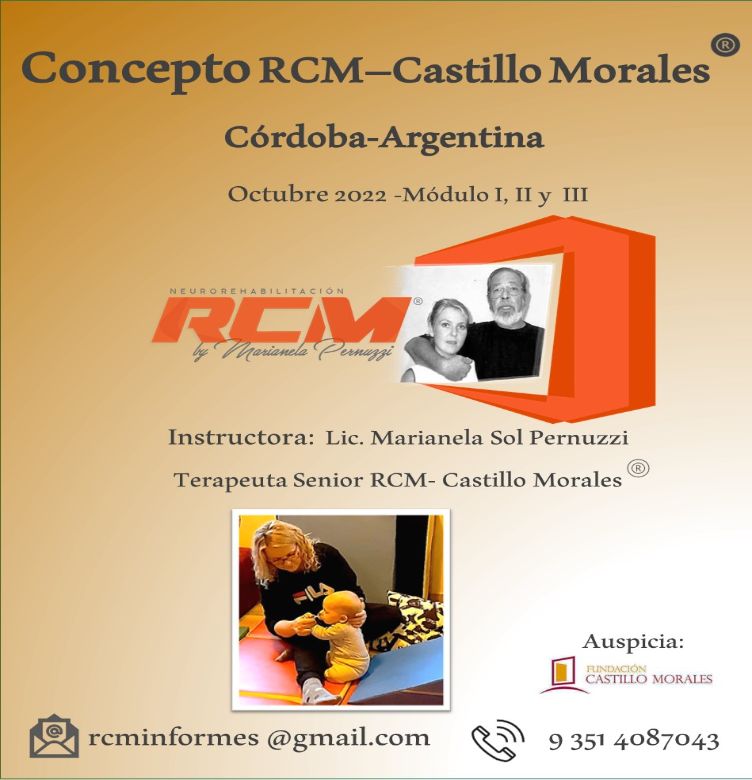 Concepto RCM–Castillo Morales®
Córdoba-Argentina
Octubre 2022 -Módulo I, II y III
NEUROREHABILITACIÓN
RCM®
by Marianela Pernuzzi
Instructora: Lic. Marianela Sol Pernuzzi
Terapeuta Senior RCM- Castillo Morales®
FILA
Auspicia:
FUNDACIÓN
CASTILLO MORALES
@
rcminformes @gmail.com
9 351 4087043